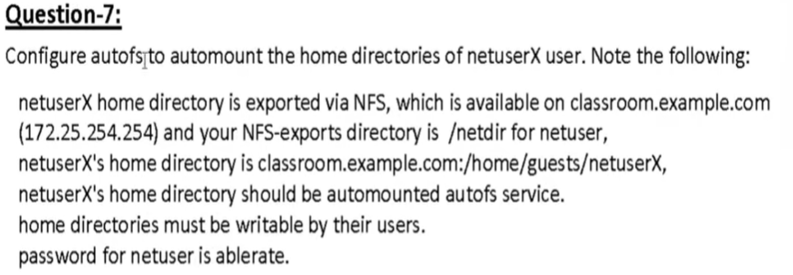 Question-7:
Configure autofs to automount the home directories of netuserX user. Note the following:
netuserX home directory is exported via NFS, which is available on classroom.example.com
(172.25.254.254) and your NFS-exports directory is /netdir for netuser,
netuserX's home directory is classroom.example.com:/home/guests/netuserX,
netuserX's home directory should be automounted autofs service.
home directories must be writable by their users.
password for netuser is ablerate.